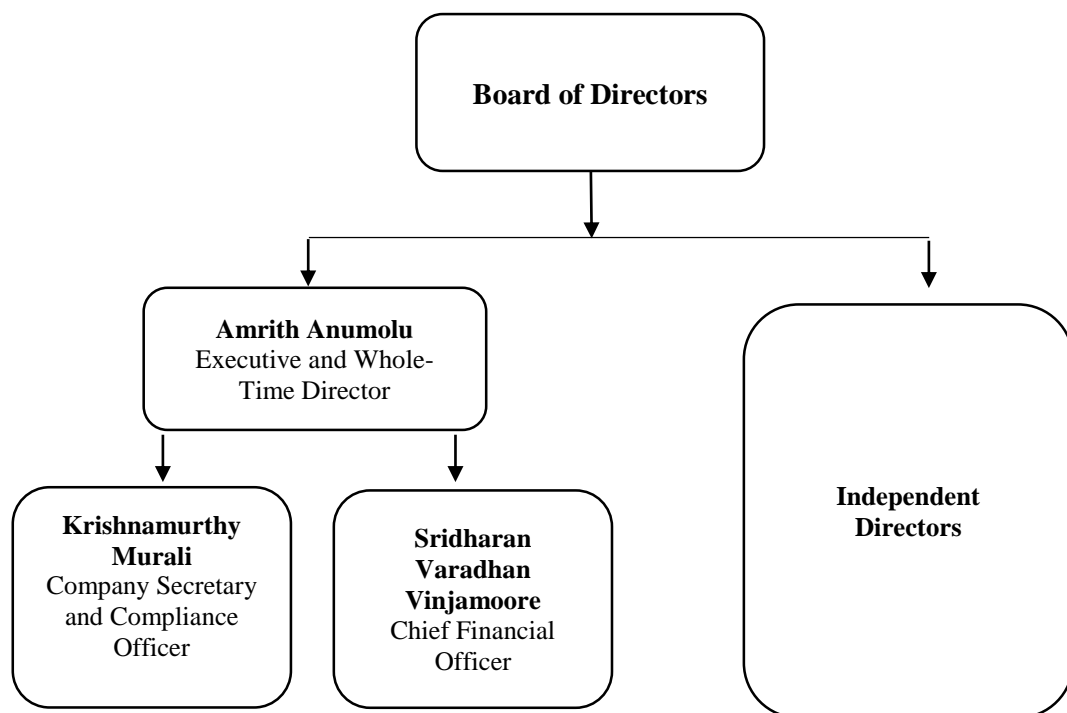 Board of Directors
Amrith Anumolu
Executive and Whole-
Time Director
Krishnamurthy
Murali
Company Secretary
and Compliance
Officer
Sridharan
Varadhan
Vinjamoore
Chief Financial
Officer
Independent
Directors